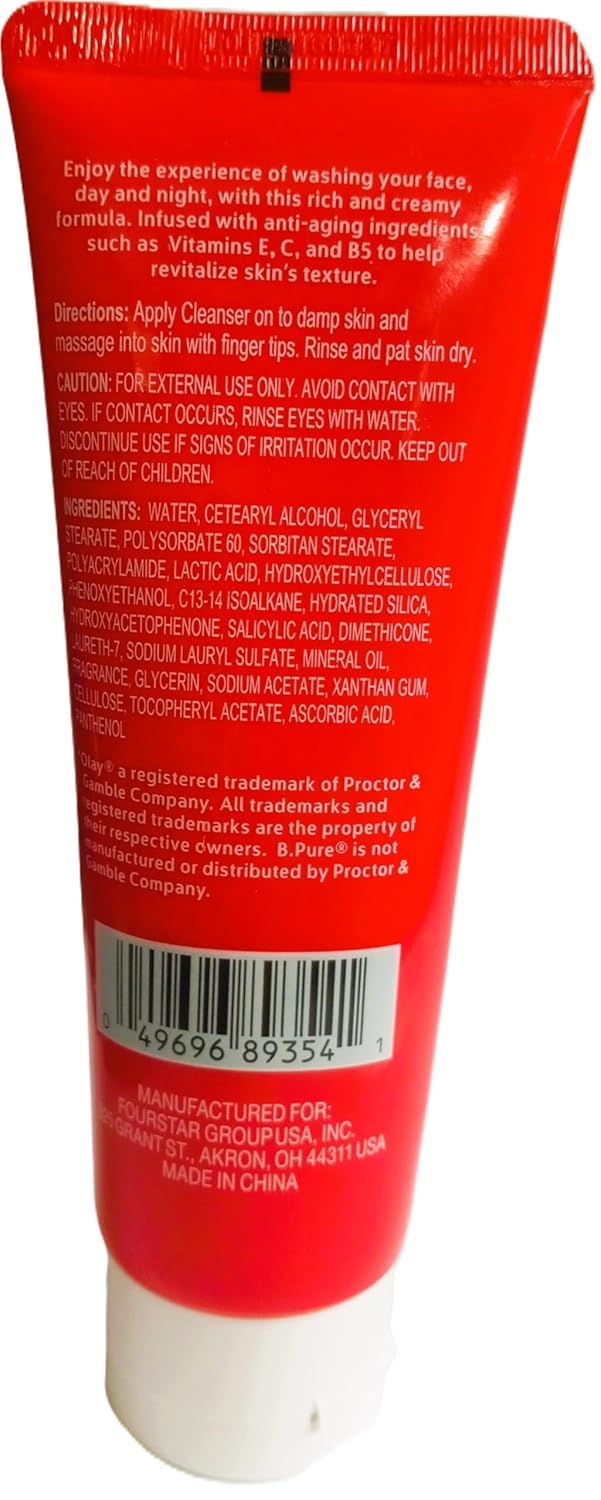 Enjoy the experience of washing your face,
day and night, with this rich and creamy
formula. Infused with anti-aging ingredients
such as Vitamins E, C, and B5 to help
revitalize skin's texture.
Directions: Apply Cleanser on to damp skin and
massage into skin with finger tips. Rinse and pat skin dry.
CAUTION: FOR EXTERNAL USE ONLY. AVOID CONTACT WITH
EYES. IF CONTACT OCCURS, RINSE EYES WITH WATER.
DISCONTINUE USE IF SIGNS OF IRRITATION OCCUR. KEEP OUT
OF REACH OF CHILDREN.
INGREDIENTS: WATER, CETEARYL ALCOHOL, GLYCERYL
STEARATE, POLYSORBATE 60, SORBITAN STEARATE,
POLYACRYLAMIDE, LACTIC ACID, HYDROXYETHYLCELLULOSE,
PHENOXYETHANOL, C13-14 ISOALKANE, HYDRATED SILICA,
HYDROXYACETOPHENONE, SALICYLIC ACID, DIMETHICONE,
LAURETH-7, SODIUM LAURYL SULFATE, MINERAL OIL,
FRAGRANCE, GLYCERIN, SODIUM ACETATE, XANTHAN GUM,
CELLULOSE, TOCOPHERYL ACETATE, ASCORBIC ACID,
PANTHENOL
*Olay® a registered trademark of Proctor &
Gamble Company. All trademarks and
registered trademarks are the property of
their respective owners. B.Pure® is not
manufactured or distributed by Proctor &
Gamble Company.
0 49696 89354 1
MANUFACTURED FOR:
FOURSTAR GROUP USA, INC.
GRANT ST., AKRON, OH 44311 USA
MADE IN CHINA